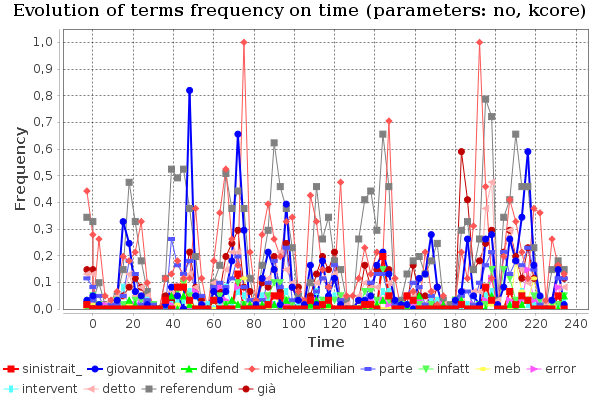 Evolution of terms frequency on time (parameters: no, kcore)
1,0
0,9
0,8
0,7
0,6
0,5
0,4
0,3
0,2
0,1
0,0
Frequency
0 20 40 60 80 100 120 140 160 180 200 220 240
Time
sinistrait_ giovannitot difend micheleemilian parte infatt meb error
intervent detto referendum già